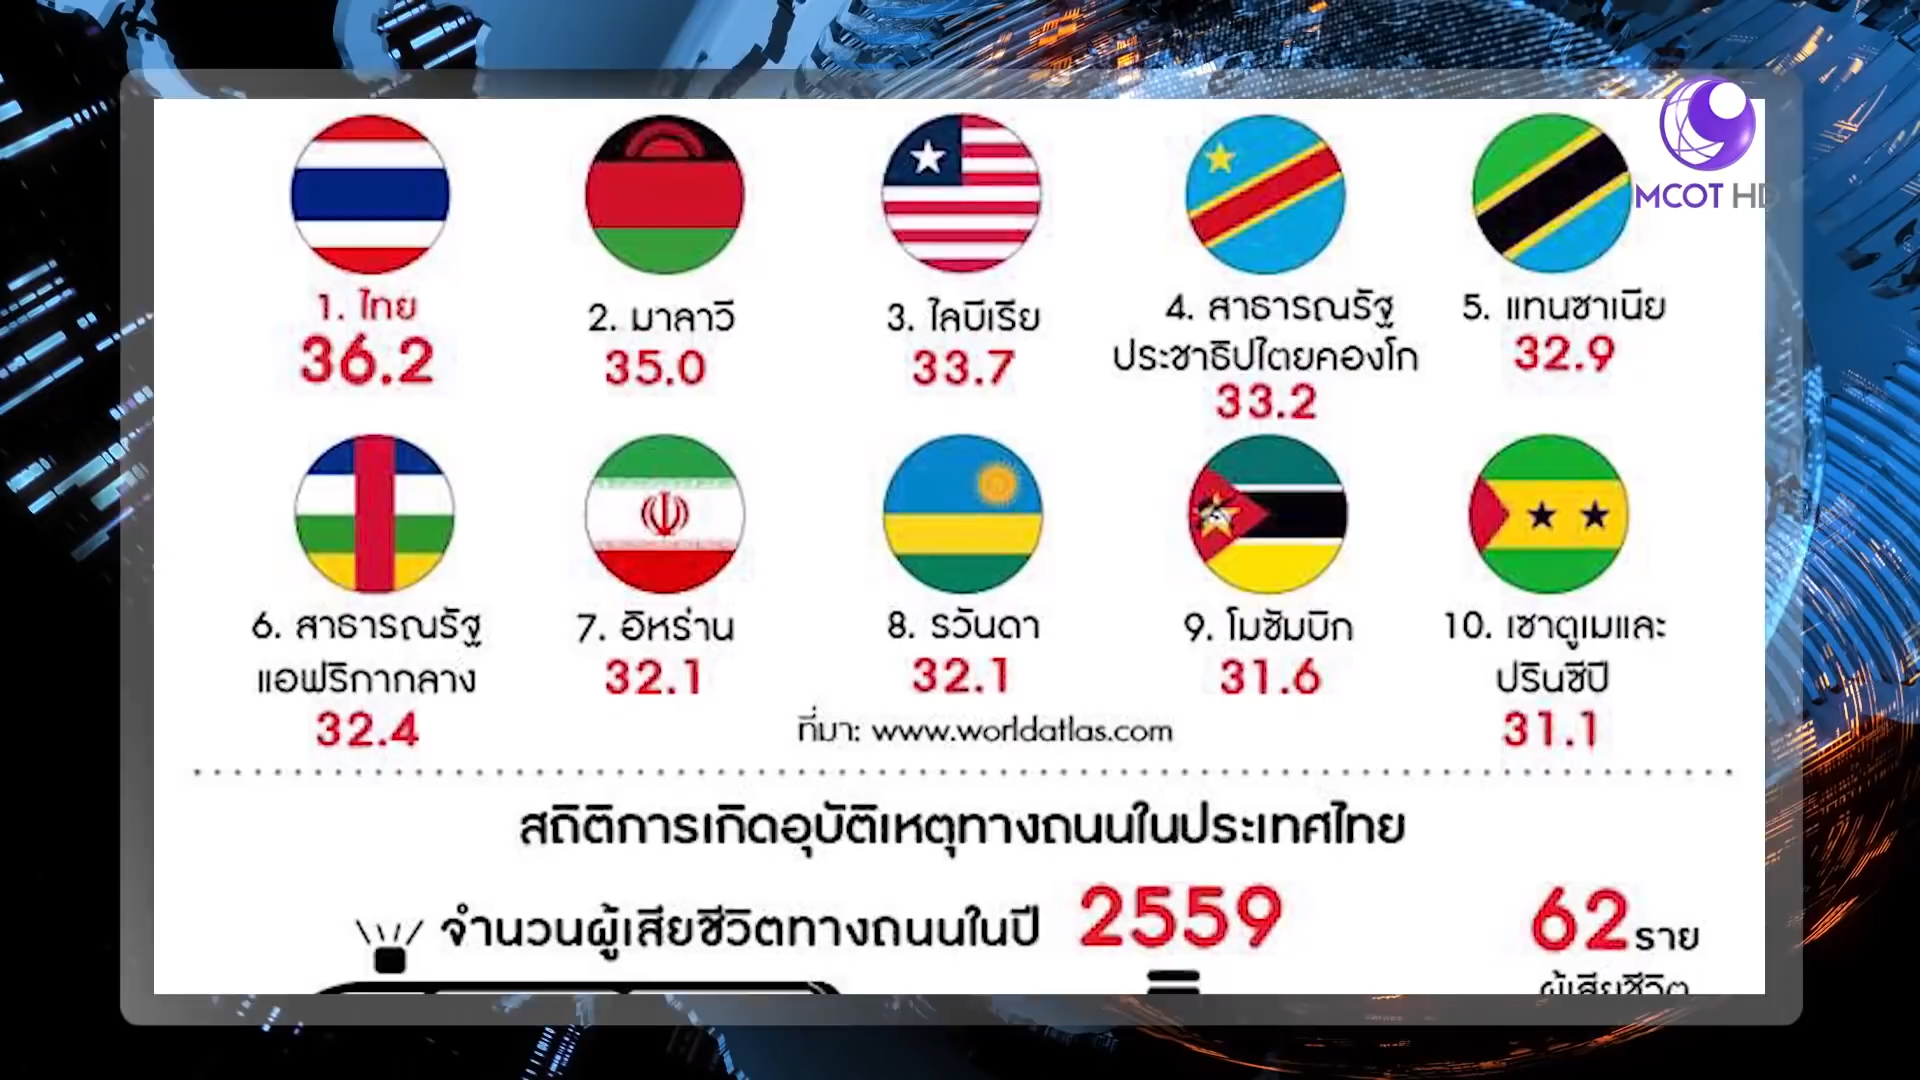 MCOT HD
1. ไทย
36.2
2. มาลาวี
35.0
3. ไลบีเรีย
33.7
4. สาธารณรัฐ
ประชาธิปไตยคองโก
33.2
5. แทนซาเนีย
32.9
6. สาธารณรัฐ
แอฟริกากลาง
32.4
7. อิหร่าน
32.1
8. รวันดา
32.1
9. โมซัมบิก
31.6
10. เซาตูเมและ
ปรินซีปี
31.1
ที่มา: www.worldatlas.com
สถิติการเกิดอุบัติเหตุทางถนนในประเทศไทย
จำนวนผู้เสียชีวิตทางถนนในปี 2559
62 ราย
ผู้เสียชีวิต